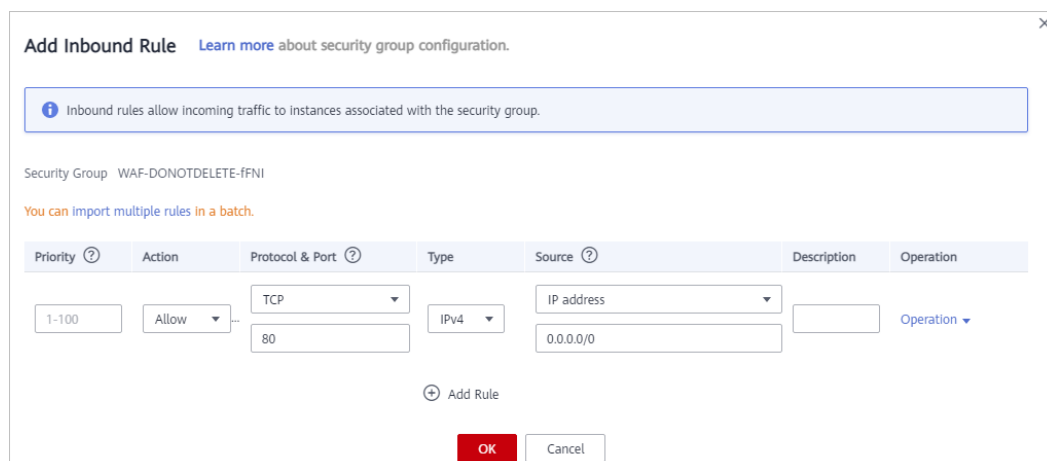 Add Inbound Rule Learn more about security group configuration.
Inbound rules allow incoming traffic to instances associated with the security group.
Security Group WAF-DONOTDELETE-fFNI
You can import multiple rules in a batch.
Priority Action Protocol & Port Type Source Description Operation
TCP IP address
1-100 Allow ... IPv4 Operation
80 0.0.0.0/0
Add Rule
OK Cancel